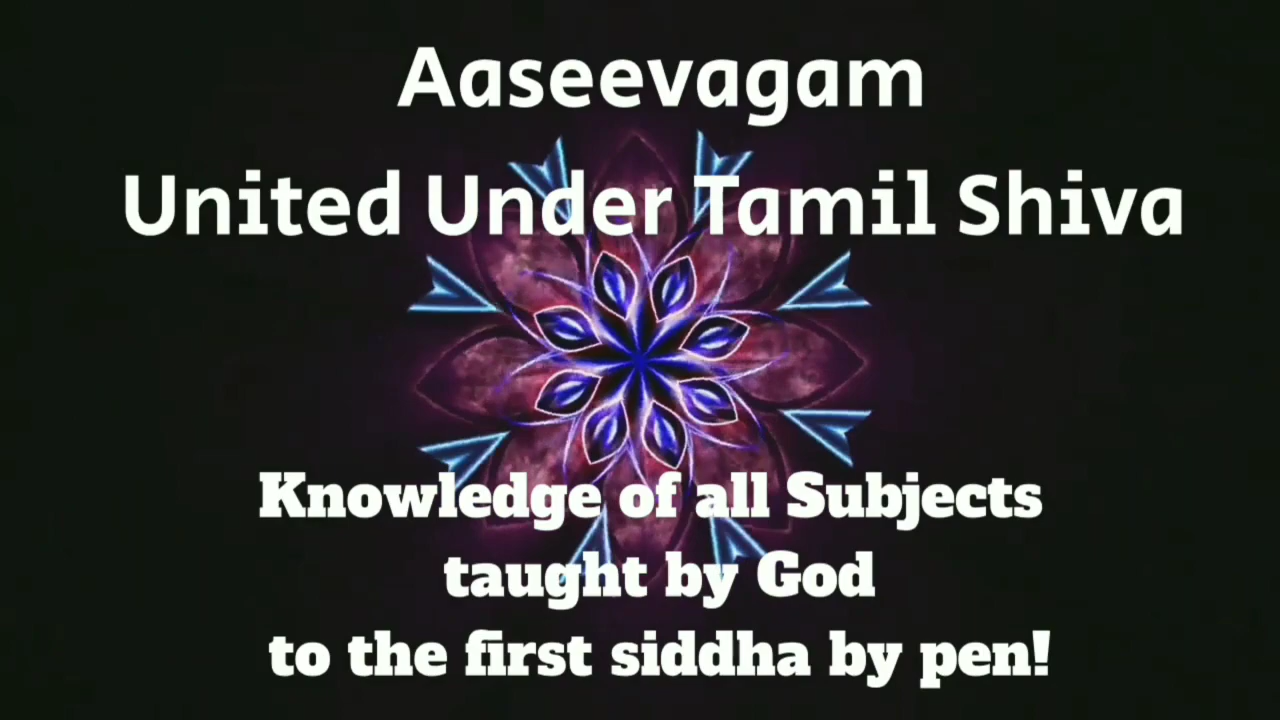 Aaseevagam
United Under Tamil Shiva
Knowledge of all Subjects
taught by God
to the first siddha by pen!